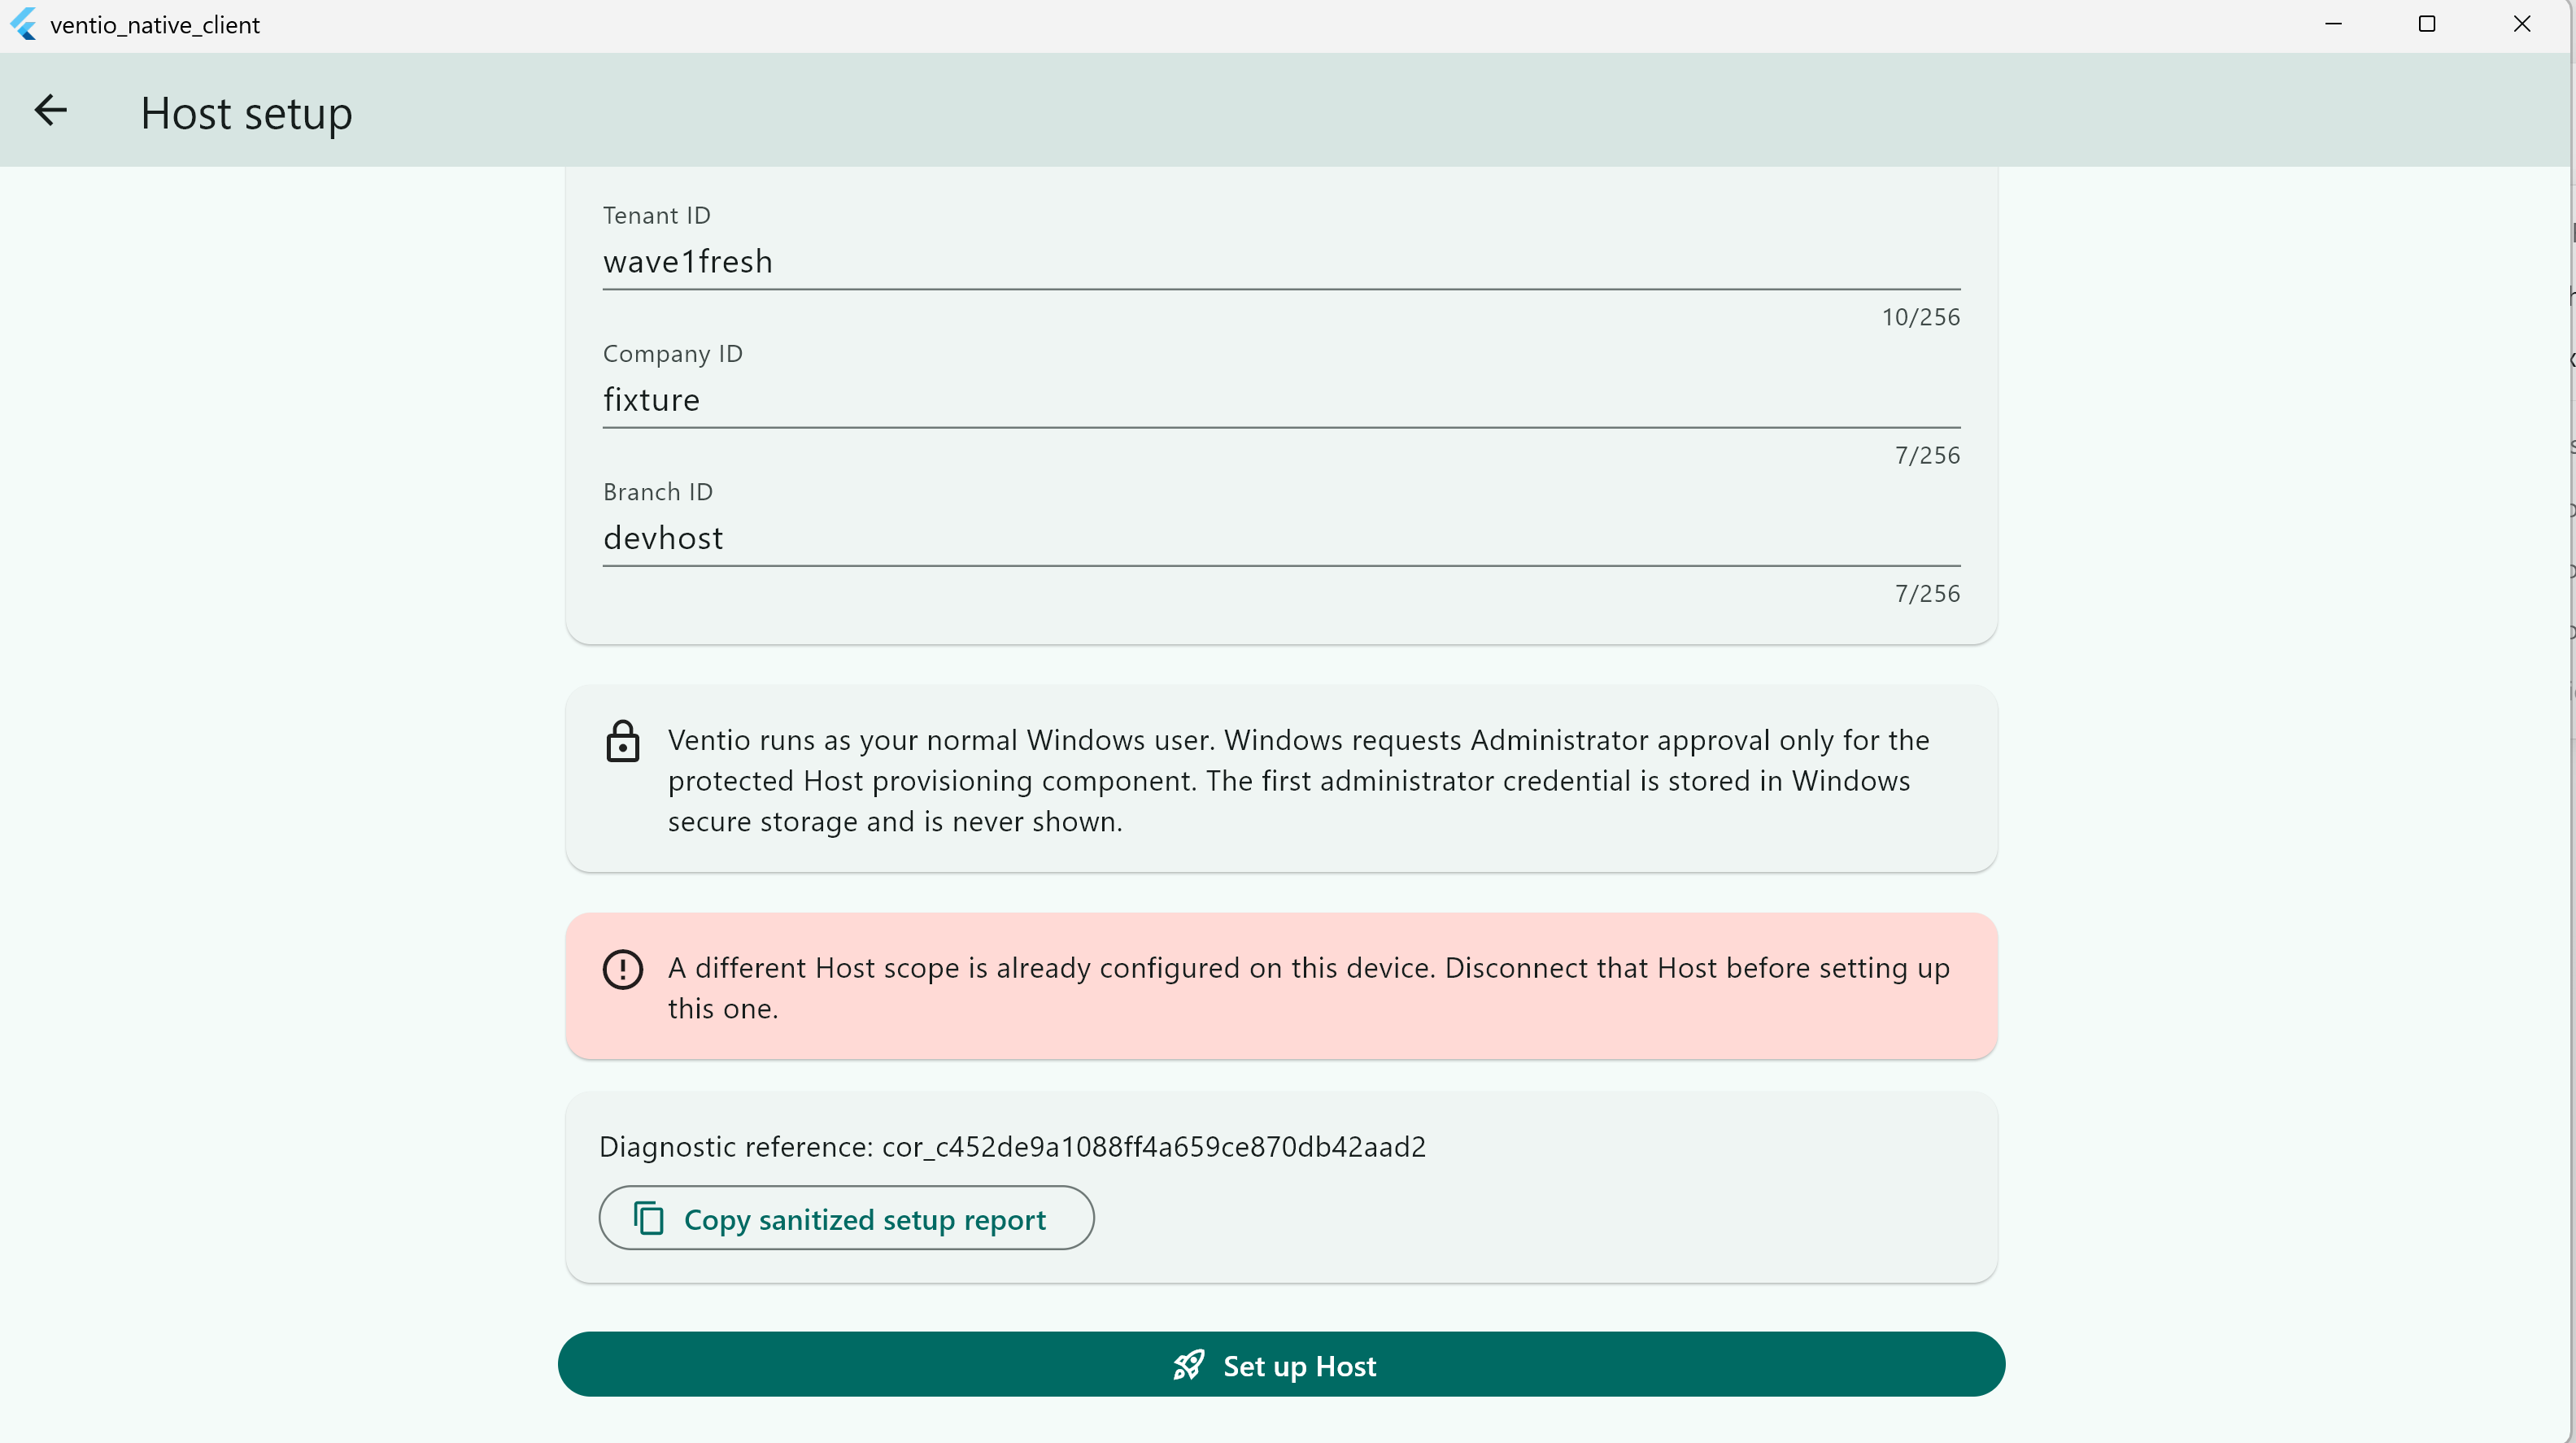 ventio_native_client
Host setup
Tenant ID
wave1fresh
10/256
Company ID
fixture
7/256
Branch ID
devhost
7/256
Ventio runs as your normal Windows user. Windows requests Administrator approval only for the
protected Host provisioning component. The first administrator credential is stored in Windows
secure storage and is never shown.
A different Host scope is already configured on this device. Disconnect that Host before setting up
this one.
Diagnostic reference: cor_c452de9a1088ff4a659ce870db42aad2
Copy sanitized setup report
Set up Host